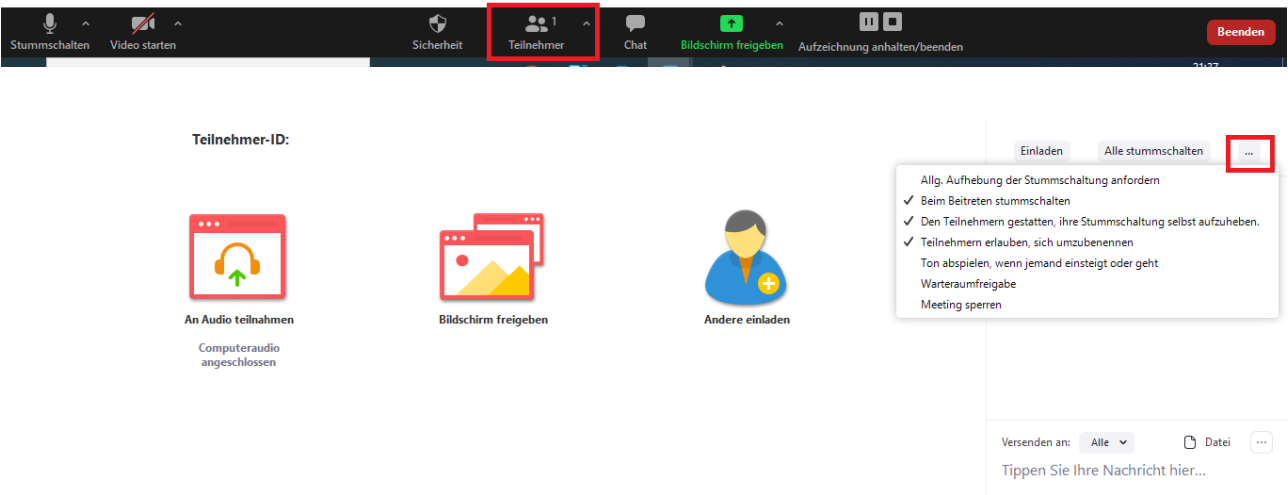 1
Stummschalten Video starten Sicherheit Teilnehmer Chat Bildschirm freigeben Aufzeichnung anhalten/beenden Beenden
21:37
Teilnehmer-ID:
Einladen Alle stummschalten ...
Allg. Aufhebung der Stummschaltung anfordern
✓ Beim Beitreten stummschalten
✓ Den Teilnehmern gestatten, ihre Stummschaltung selbst aufzuheben.
✓ Teilnehmern erlauben, sich umzubenennen
Ton abspielen, wenn jemand einsteigt oder geht
Warteraumfreigabe
Meeting sperren
An Audio teilnahmen Bildschirm freigeben Andere einladen
Computeraudio
angeschlossen
Versenden an: Alle Datei ...
Tippen Sie Ihre Nachricht hier...